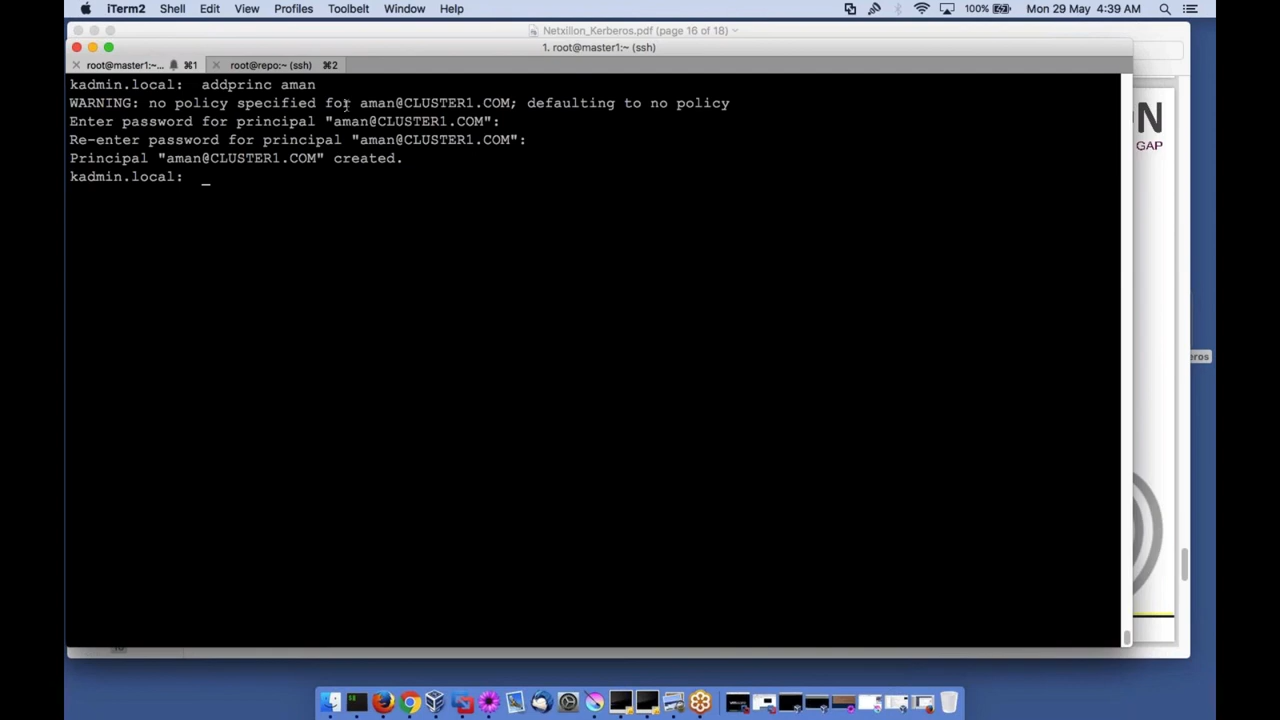 iTerm2 Shell Edit View Profiles Toolbelt Window Help 100% Mon 29 May 4:39 AM
Netxillon_Kerberos.pdf (page 16 of 18)
1. root@master1:~ (ssh)
root@master1:~... ⌘1 root@repo:~ (ssh) ⌘2
kadmin.local:  addprinc aman
WARNING: no policy specified for aman@CLUSTER1.COM; defaulting to no policy
Enter password for principal "aman@CLUSTER1.COM":
Re-enter password for principal "aman@CLUSTER1.COM":
Principal "aman@CLUSTER1.COM" created.
kadmin.local:  _
ON
GAP
eros